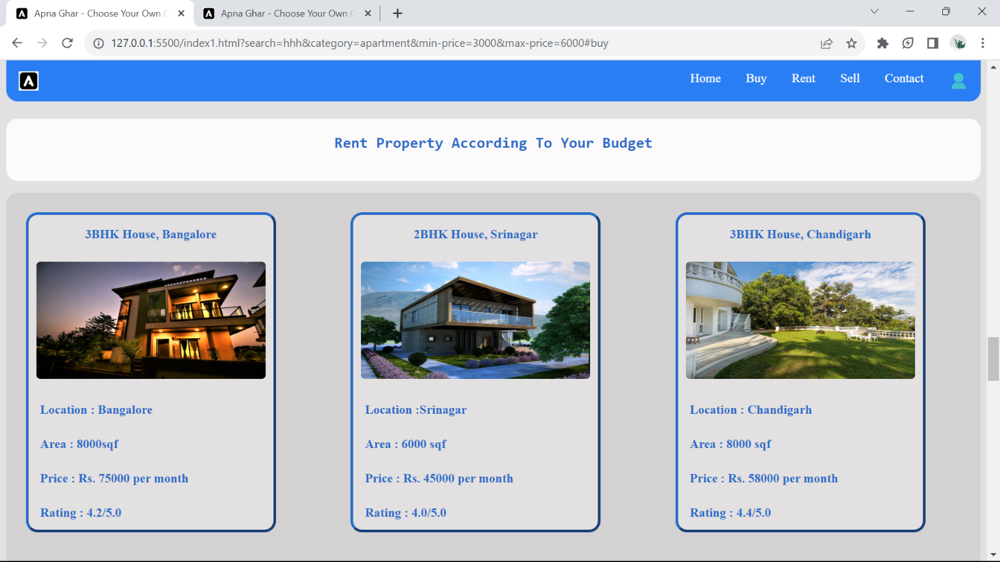 Apna Ghar - Choose Your Own
Apna Ghar - Choose Your Own
127.0.0.1:5500/index1.html?search=hhh&category=apartment&min-price=3000&max-price=6000#buy
Home Buy Rent Sell Contact
Rent Property According To Your Budget
3BHK House, Bangalore
Location : Bangalore
Area : 8000sqf
Price : Rs. 75000 per month
Rating : 4.2/5.0
2BHK House, Srinagar
Location :Srinagar
Area : 6000 sqf
Price : Rs. 45000 per month
Rating : 4.0/5.0
3BHK House, Chandigarh
Location : Chandigarh
Area : 8000 sqf
Price : Rs. 58000 per month
Rating : 4.4/5.0